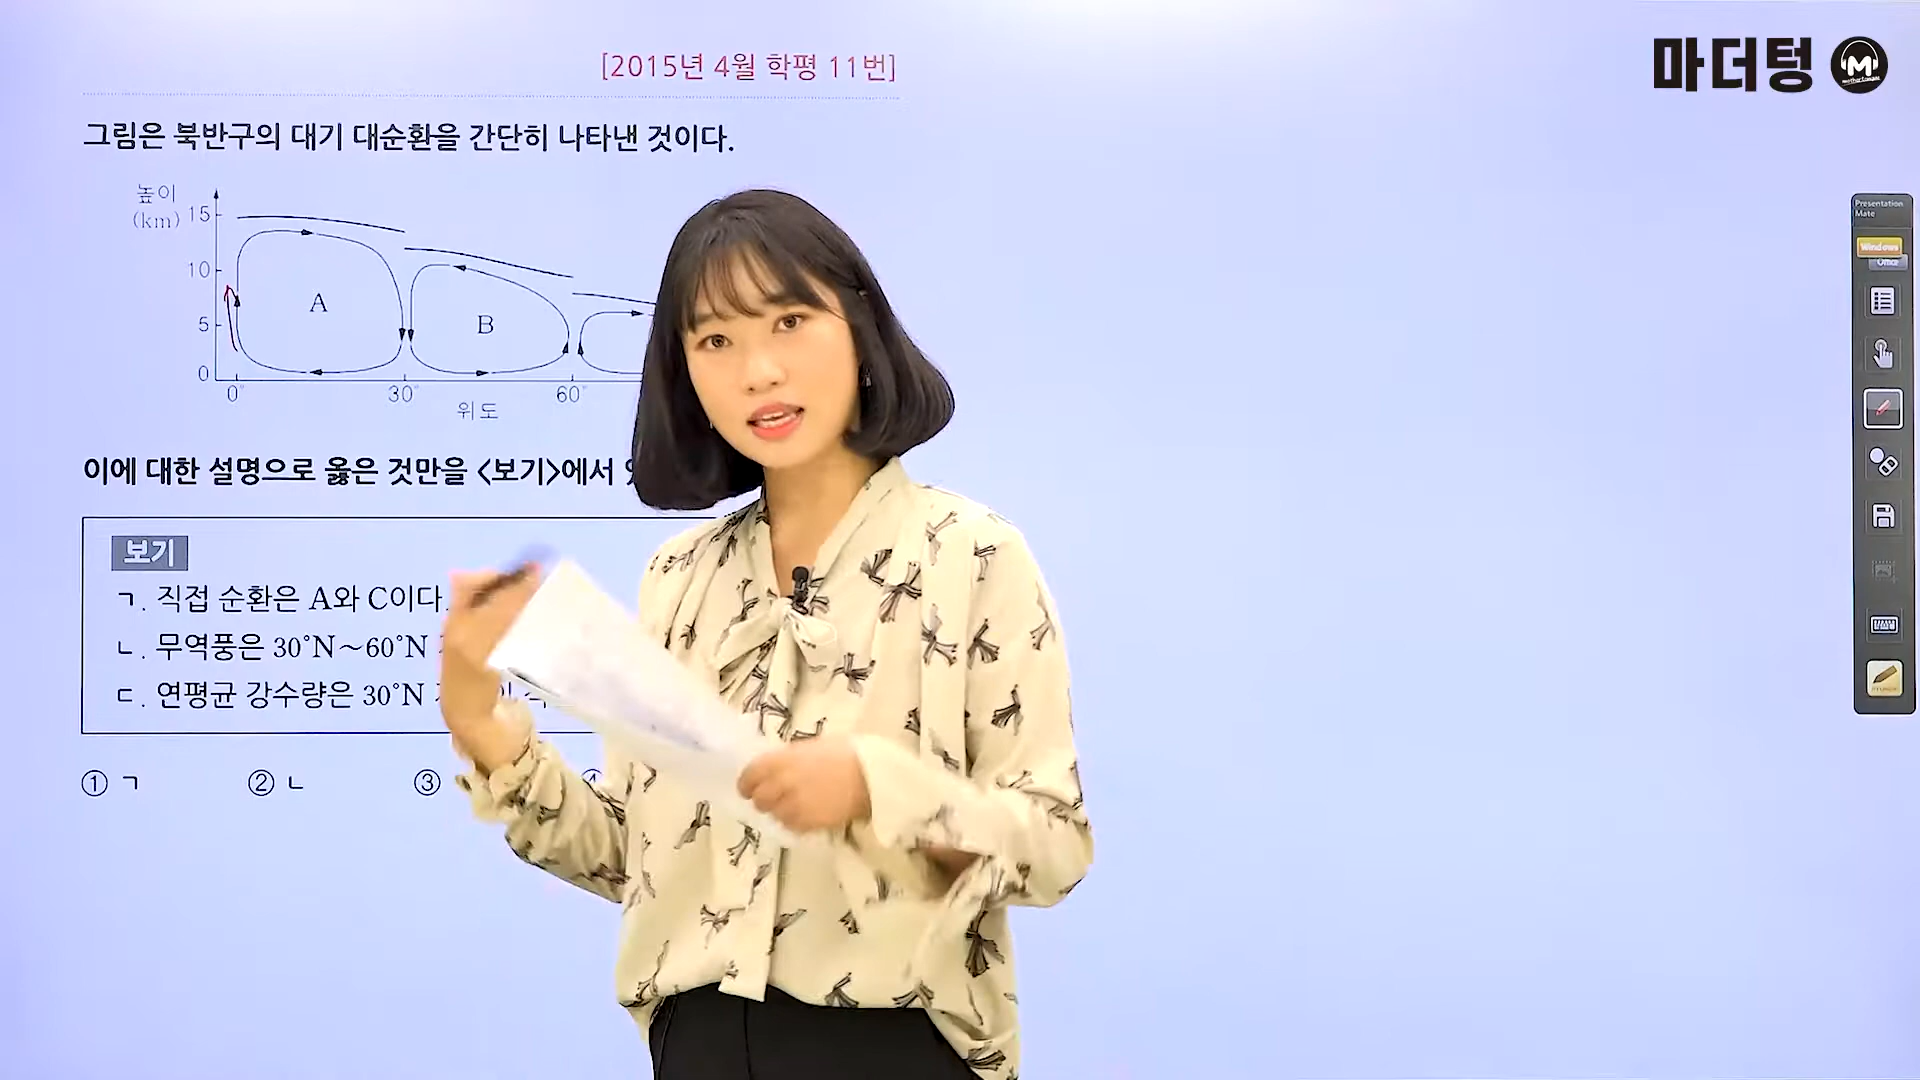 [2015년 4월 학평 11번]
마더텅
그림은 북반구의 대기 대순환을 간단히 나타낸 것이다.
높이
(km)
15
10
5
0
A
B
0°
30°
60°
위도
이에 대한 설명으로 옳은 것만을 <보기>에서
보기
ㄱ. 직접 순환은 A와 C이다.
ㄴ. 무역풍은 30°N~60°N
ㄷ. 연평균 강수량은 30°N
① ㄱ ② ㄴ ③ ④
Presentation
Mate
Windows
Office